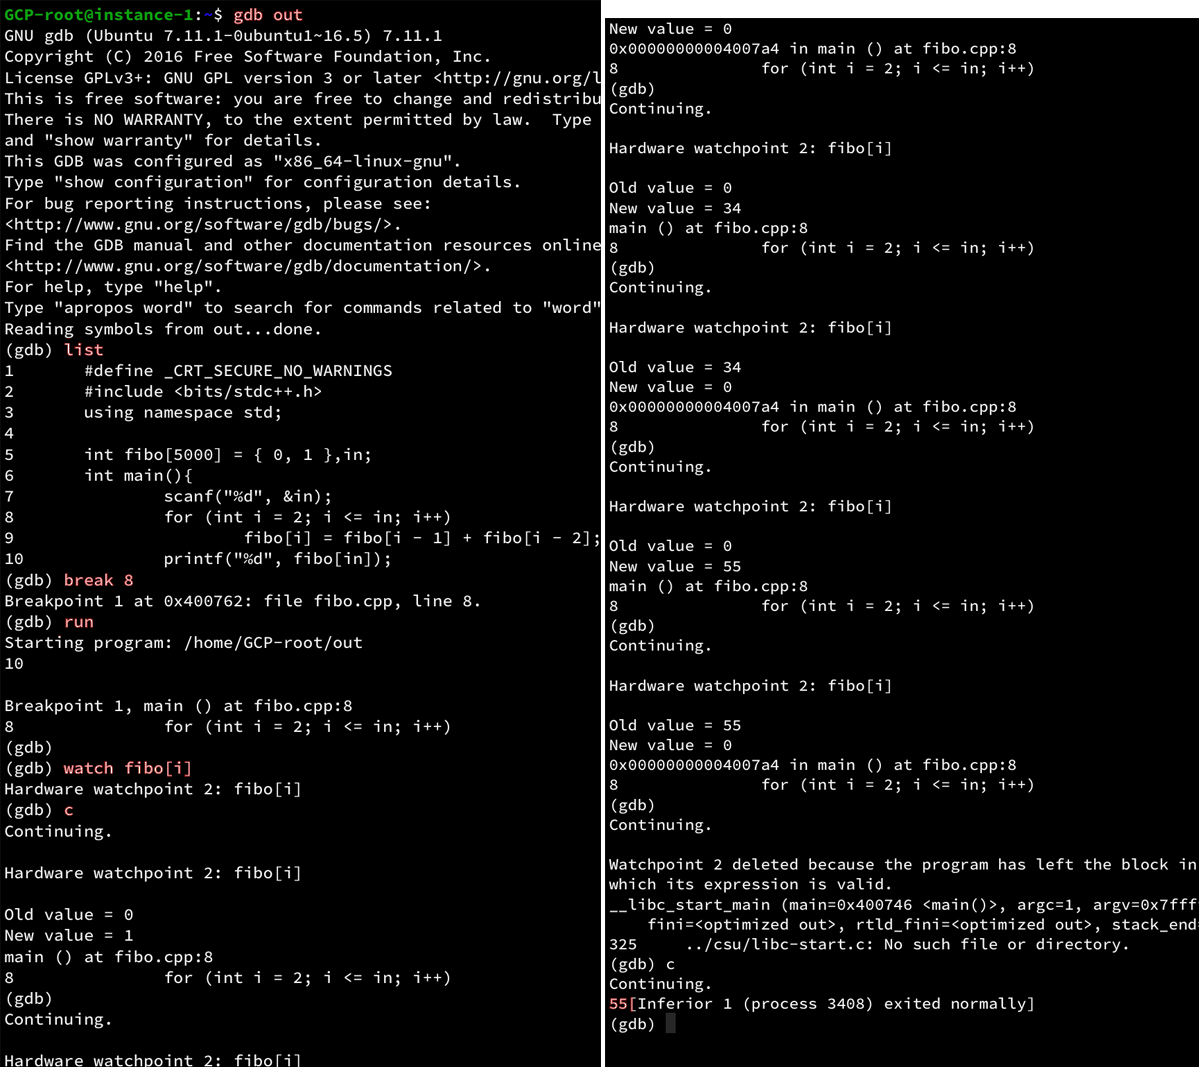 GCP-root@instance-1:~$ gdb out
GNU gdb (Ubuntu 7.11.1-0ubuntu1~16.5) 7.11.1
Copyright (C) 2016 Free Software Foundation, Inc.
License GPLv3+: GNU GPL version 3 or later <http://gnu.org/l
This is free software: you are free to change and redistribu
There is NO WARRANTY, to the extent permitted by law.  Type
and "show warranty" for details.
This GDB was configured as "x86_64-linux-gnu".
Type "show configuration" for configuration details.
For bug reporting instructions, please see:
<http://www.gnu.org/software/gdb/bugs/>.
Find the GDB manual and other documentation resources online
<http://www.gnu.org/software/gdb/documentation/>.
For help, type "help".
Type "apropos word" to search for commands related to "word"
Reading symbols from out...done.
(gdb) list
1       #define _CRT_SECURE_NO_WARNINGS
2       #include <bits/stdc++.h>
3       using namespace std;
4
5       int fibo[5000] = { 0, 1 },in;
6       int main(){
7               scanf("%d", &in);
8               for (int i = 2; i <= in; i++)
9                       fibo[i] = fibo[i - 1] + fibo[i - 2];
10              printf("%d", fibo[in]);
(gdb) break 8
Breakpoint 1 at 0x400762: file fibo.cpp, line 8.
(gdb) run
Starting program: /home/GCP-root/out
10
Breakpoint 1, main () at fibo.cpp:8
8               for (int i = 2; i <= in; i++)
(gdb)
(gdb) watch fibo[i]
Hardware watchpoint 2: fibo[i]
(gdb) c
Continuing.
Hardware watchpoint 2: fibo[i]
Old value = 0
New value = 1
main () at fibo.cpp:8
8               for (int i = 2; i <= in; i++)
(gdb)
Continuing.
Hardware watchpoint 2: fibo[i]
New value = 0
0x00000000004007a4 in main () at fibo.cpp:8
8               for (int i = 2; i <= in; i++)
(gdb)
Continuing.
Hardware watchpoint 2: fibo[i]
Old value = 0
New value = 34
main () at fibo.cpp:8
8               for (int i = 2; i <= in; i++)
(gdb)
Continuing.
Hardware watchpoint 2: fibo[i]
Old value = 34
New value = 0
0x00000000004007a4 in main () at fibo.cpp:8
8               for (int i = 2; i <= in; i++)
(gdb)
Continuing.
Hardware watchpoint 2: fibo[i]
Old value = 0
New value = 55
main () at fibo.cpp:8
8               for (int i = 2; i <= in; i++)
(gdb)
Continuing.
Hardware watchpoint 2: fibo[i]
Old value = 55
New value = 0
0x00000000004007a4 in main () at fibo.cpp:8
8               for (int i = 2; i <= in; i++)
(gdb)
Continuing.
Watchpoint 2 deleted because the program has left the block in
which its expression is valid.
__libc_start_main (main=0x400746 <main()>, argc=1, argv=0x7fff
    fini=<optimized out>, rtld_fini=<optimized out>, stack_end=
325     ../csu/libc-start.c: No such file or directory.
(gdb) c
Continuing.
55[Inferior 1 (process 3408) exited normally]
(gdb)